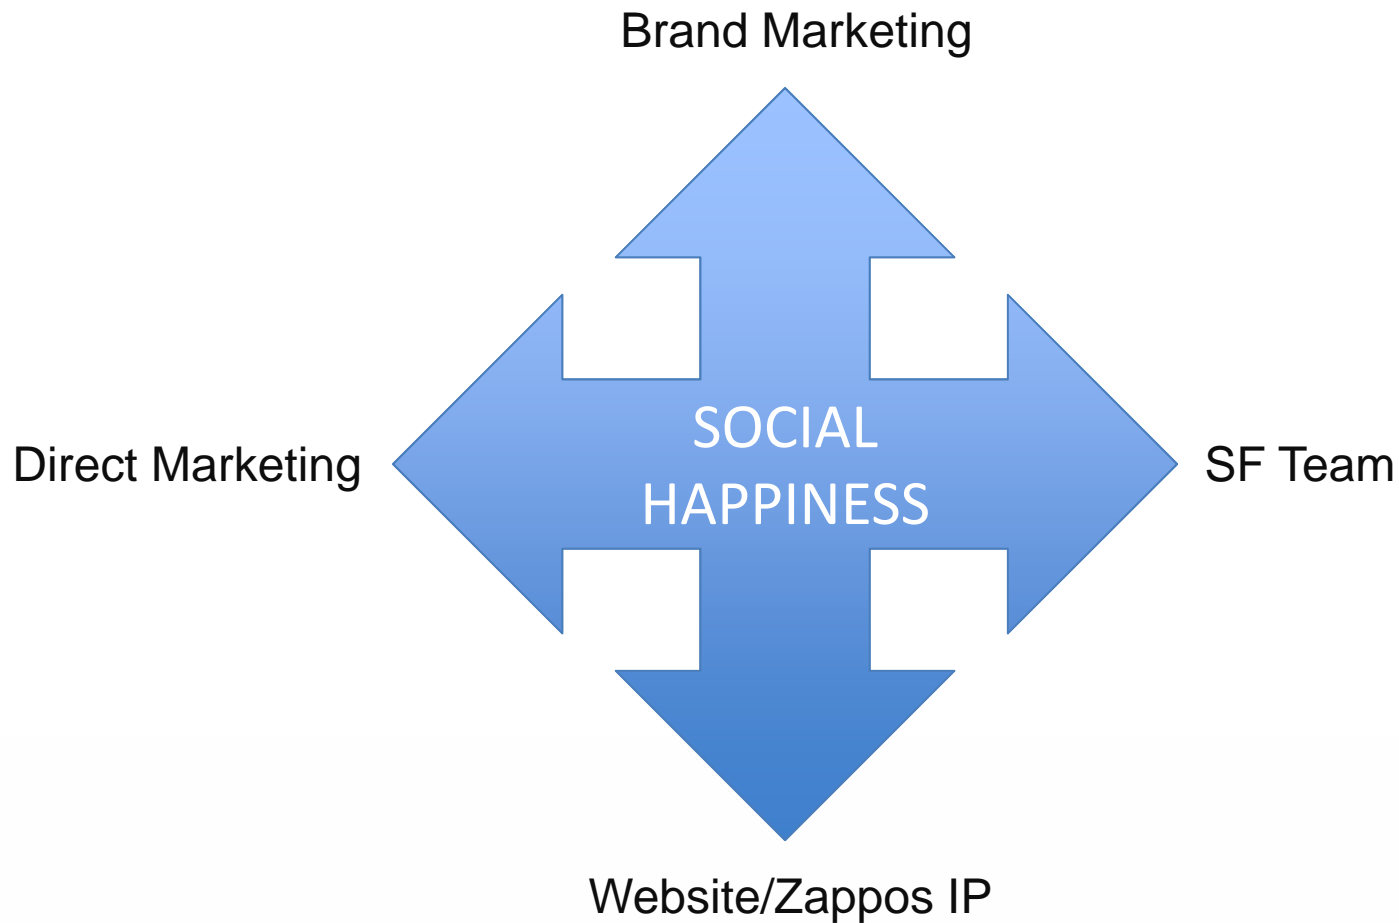 Brand Marketing
SOCIAL
HAPPINESS
Direct Marketing
SF Team
Website/Zappos IP